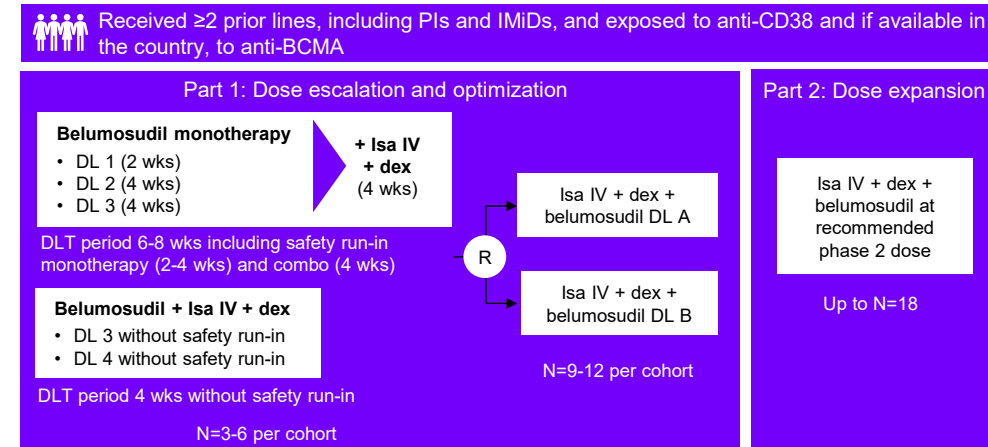 Received ≥2 prior lines, including PIs and IMiDs, and exposed to anti-CD38 and if available in
the country, to anti-BCMA
Part 1: Dose escalation and optimization
Belumosudil monotherapy
• DL 1 (2 wks)
• DL 2 (4 wks)
• DL 3 (4 wks)
+ Isa IV
+ dex
(4 wks)
DLT period 6-8 wks including safety run-in
monotherapy (2-4 wks) and combo (4 wks)
Belumosudil + Isa IV + dex
• DL 3 without safety run-in
• DL 4 without safety run-in
DLT period 4 wks without safety run-in
N=3-6 per cohort
R
Isa IV + dex +
belumosudil DL A
Isa IV + dex +
belumosudil DL B
N=9-12 per cohort
Part 2: Dose expansion
Isa IV + dex +
belumosudil at
recommended
phase 2 dose
Up to N=18